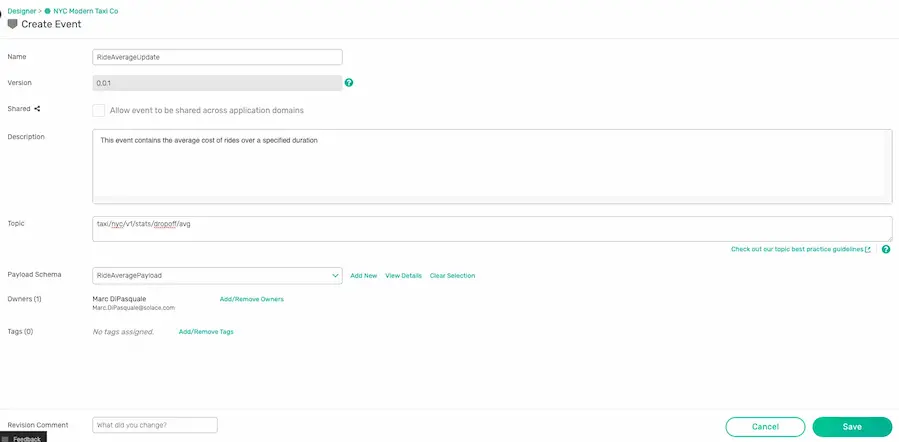 Designer > NYC Modern Taxi Co
Create Event
Name RideAverageUpdate
Version 0.0.1
Shared Allow event to be shared across application domains
Description This event contains the average cost of rides over a specified duration
Topic taxi/nyc/v1/stats/dropoff/avg
Check out our topic best practice guidelines
Payload Schema RideAveragePayload Add New View Details Clear Selection
Owners (1) Marc DiPasquale Add/Remove Owners
Marc.DiPasquale@solace.com
Tags (0) No tags assigned. Add/Remove Tags
Revision Comment What did you change? Cancel Save
Feedback